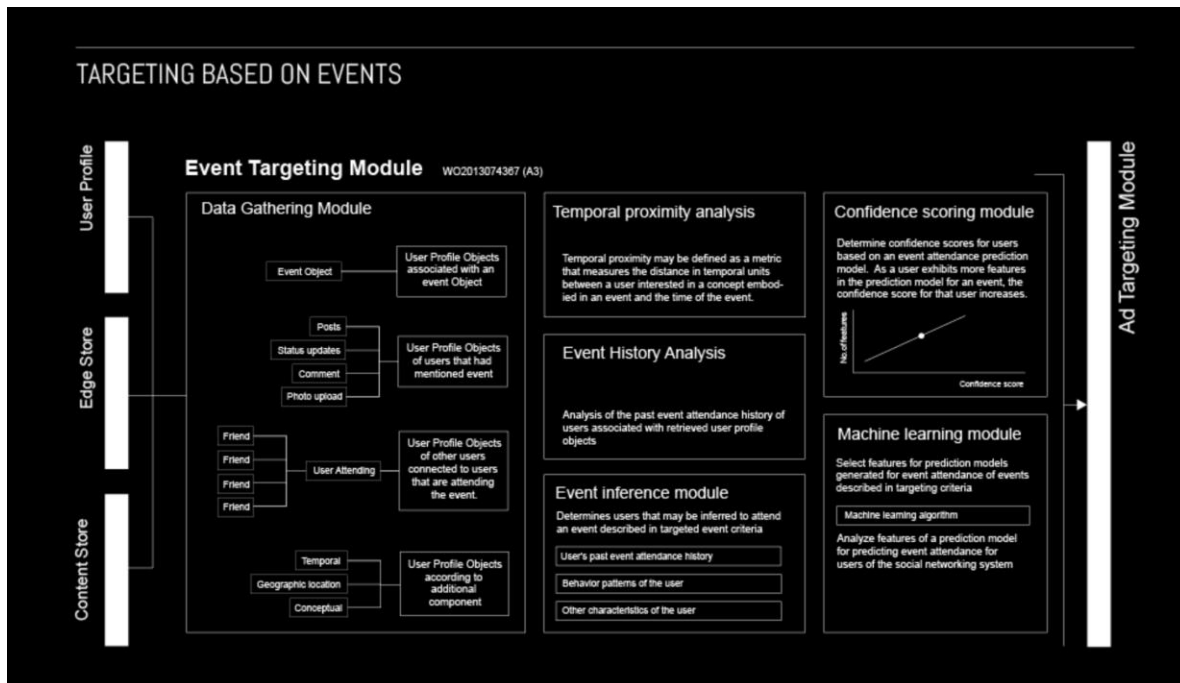 TARGETING BASED ON EVENTS
User Profile
Edge Store
Content Store
Event Targeting Module WO2013074367 (A3)
Data Gathering Module
Event Object
User Profile Objects
associated with an
event Object
Posts
Status updates
Comment
Photo upload
User Profile Objects
of users that had
mentioned event
Friend
Friend
Friend
Friend
User Attending
User Profile Objects
of other users
connected to users
that are attending
the event.
Temporal
Geographic location
Conceptual
User Profile Objects
according to
additional
component
Temporal proximity analysis
Temporal proximity may be defined as a metric
that measures the distance in temporal units
between a user interested in a concept embod-
ied in an event and the time of the event.
Event History Analysis
Analysis of the past event attendance history of
users associated with retrieved user profile
objects
Event inference module
Determines users that may be inferred to attend
an event described in targeted event criteria
User's past event attendance history
Behavior patterns of the user
Other characteristics of the user
Confidence scoring module
Determine confidence scores for users
based on an event attendance prediction
model. As a user exhibits more features
in the prediction model for an event, the
confidence score for that user increases.
No. of features
Confidence score
Machine learning module
Select features for prediction models
generated for event attendance of events
described in targeting criteria
Machine learning algorithm
Analyze features of a prediction model
for predicting event attendance for
users of the social networking system
Ad Targeting Module